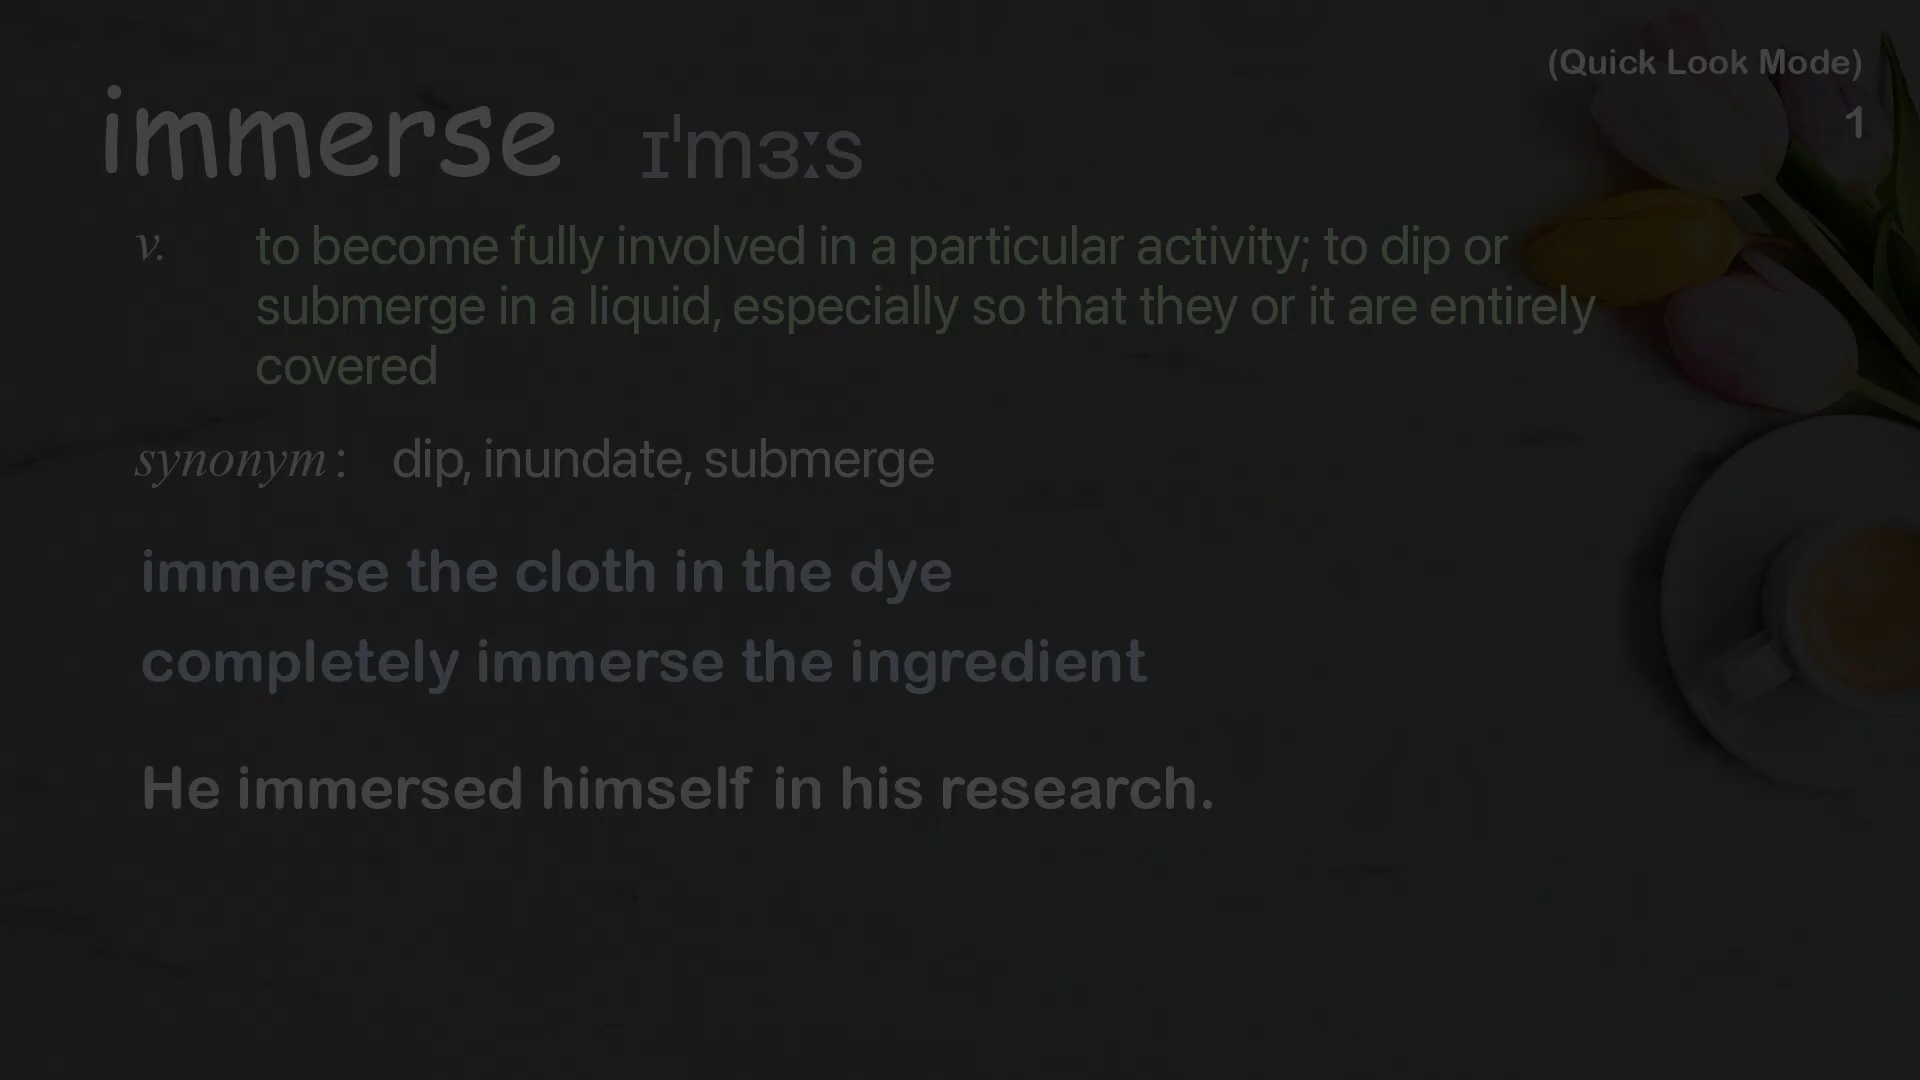 (Quick Look Mode)
1
immerse ɪˈmɜːs
v. to become fully involved in a particular activity; to dip or
submerge in a liquid, especially so that they or it are entirely
covered
synonym: dip, inundate, submerge
immerse the cloth in the dye
completely immerse the ingredient
He immersed himself in his research.